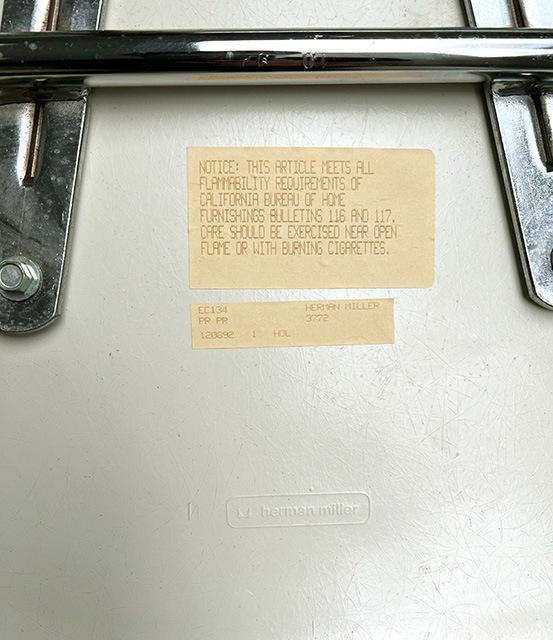 NOTICE: THIS ARTICLE MEETS ALL
FLAMMABILITY REQUIREMENTS OF
CALIFORNIA BUREAU OF HOME
FURNISHINGS BULLETINS 116 AND 117.
CARE SHOULD BE EXERCISED NEAR OPEN
FLAME OR WITH BURNING CIGARETTES.
EC134 HERMAN MILLER
PR PR 3772
120892 1 HOL
herman miller